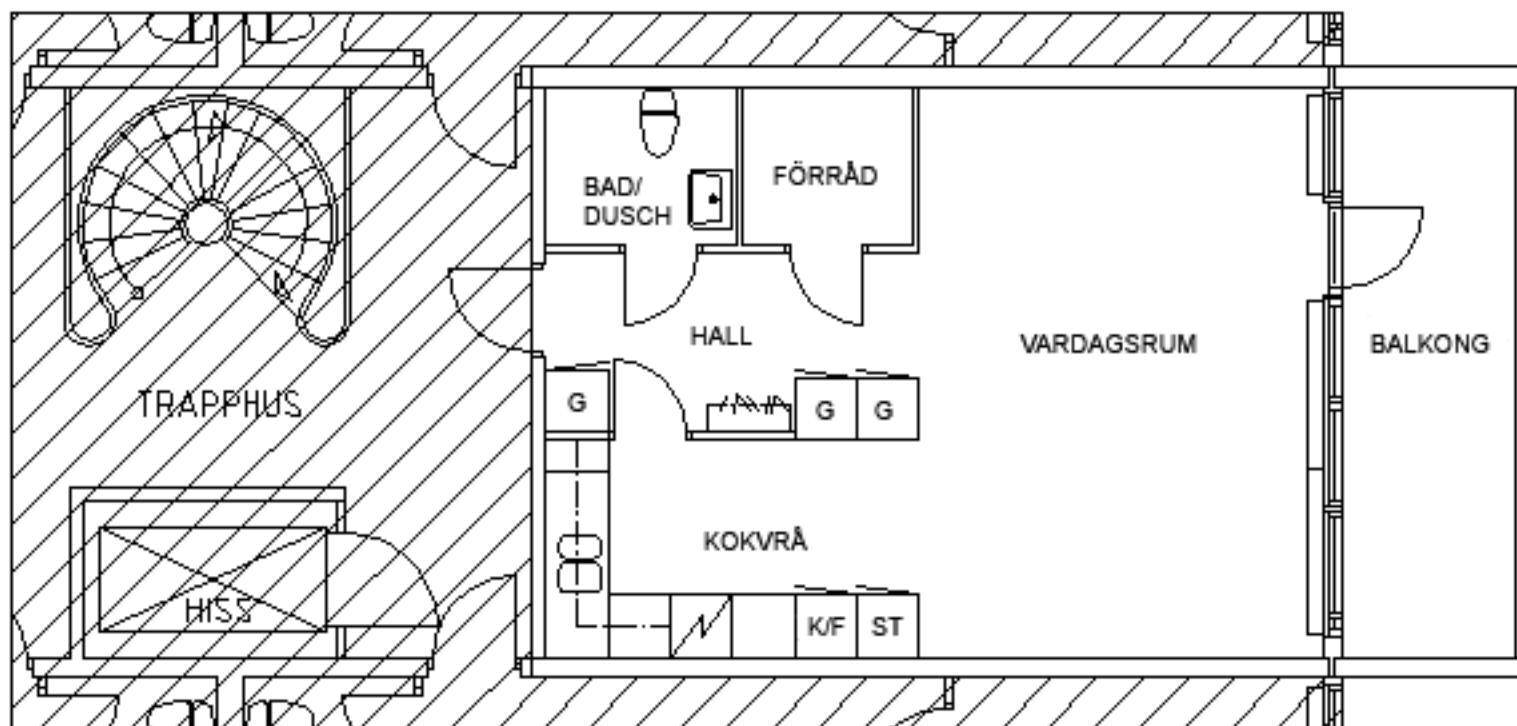 BAD/
DUSCH
FÖRRÅD
HALL
VARDAGSRUM
BALKONG
TRAPPHUS
G
G
G
KOKVRÅ
HISS
K/F
ST